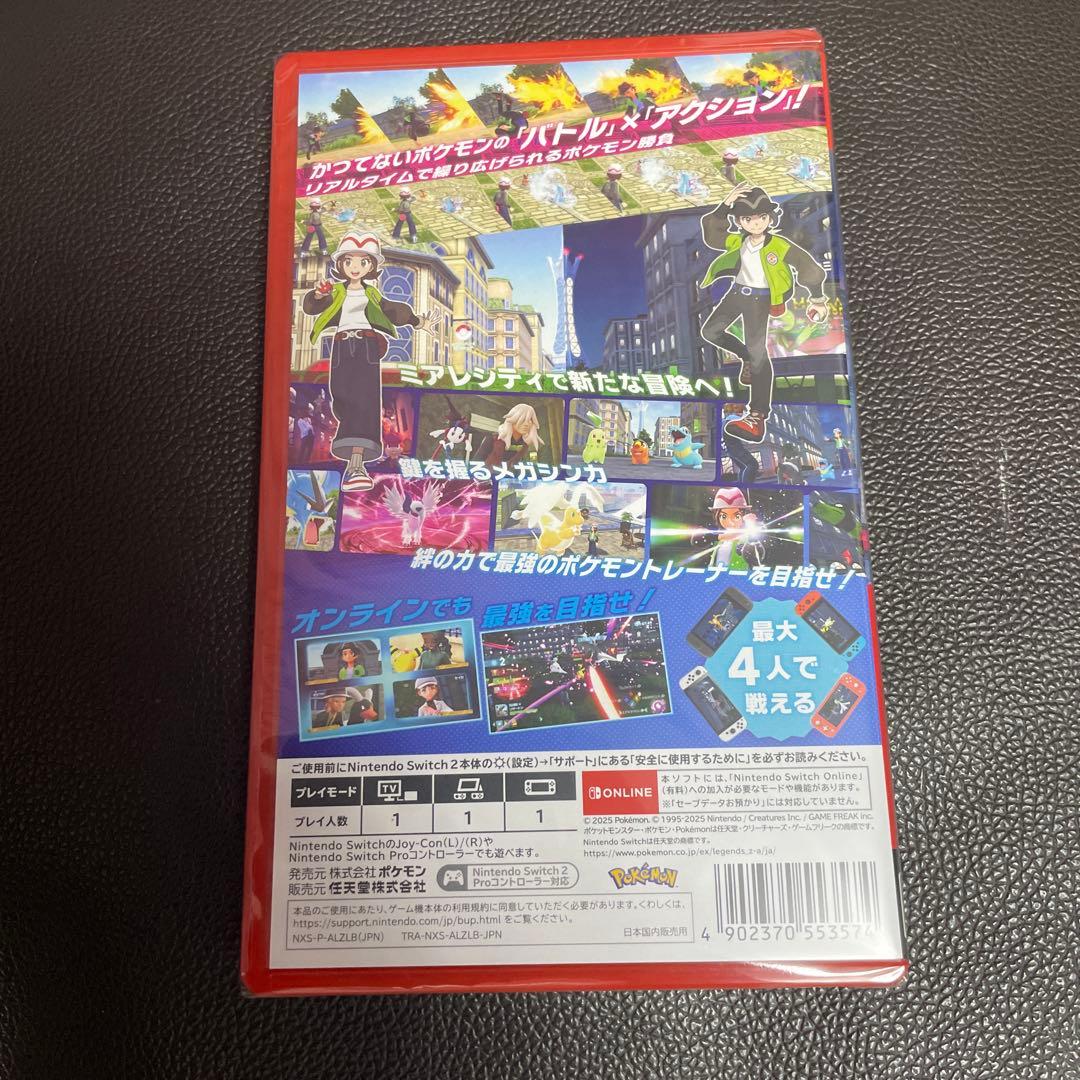 かつてないポケモンの「バトル」×「アクション」!
リアルタイムで繰り広げられるポケモン勝負
ミアレシティで新たな冒険へ!
鍵を握るメガシンカ
絆の力で最強のポケモントレーナーを目指せ!
オンラインでも 最強を目指せ!
最大
4人で
戦える
ご使用前にNintendo Switch 2本体の(設定)→「サポート」にある「安全に使用するために」を必ずお読みください。
プレイモード TV
プレイ人数 1 1 1
ONLINE
本ソフトには、「Nintendo Switch Online」
(有料)への加入が必要なモードや機能があります。
※「セーブデータお預かり」には対応していません。
© 2025 Pokémon. © 1995-2025 Nintendo / Creatures Inc. / GAME FREAK inc.
ポケットモンスター・ポケモン・Pokémonは任天堂・クリーチャーズ・ゲームフリークの商標です。
Nintendo Switchは任天堂の商標です。
https://www.pokemon.co.jp/ex/legends_z-a/ja/
Nintendo SwitchのJoy-Con(L)/(R)や
Nintendo Switch Proコントローラーでも遊べます。
発売元 株式会社ポケモン
販売元 任天堂株式会社
Nintendo Switch 2
Proコントローラー対応
Pokémon
本品のご使用にあたり、ゲーム機本体の利用規約に同意していただく必要があります。くわしくは、
https://support.nintendo.com/jp/bup.html をご覧ください。
NXS-P-ALZLB(JPN) TRA-NXS-ALZLB-JPN
日本国内販売用
4 902370 553574